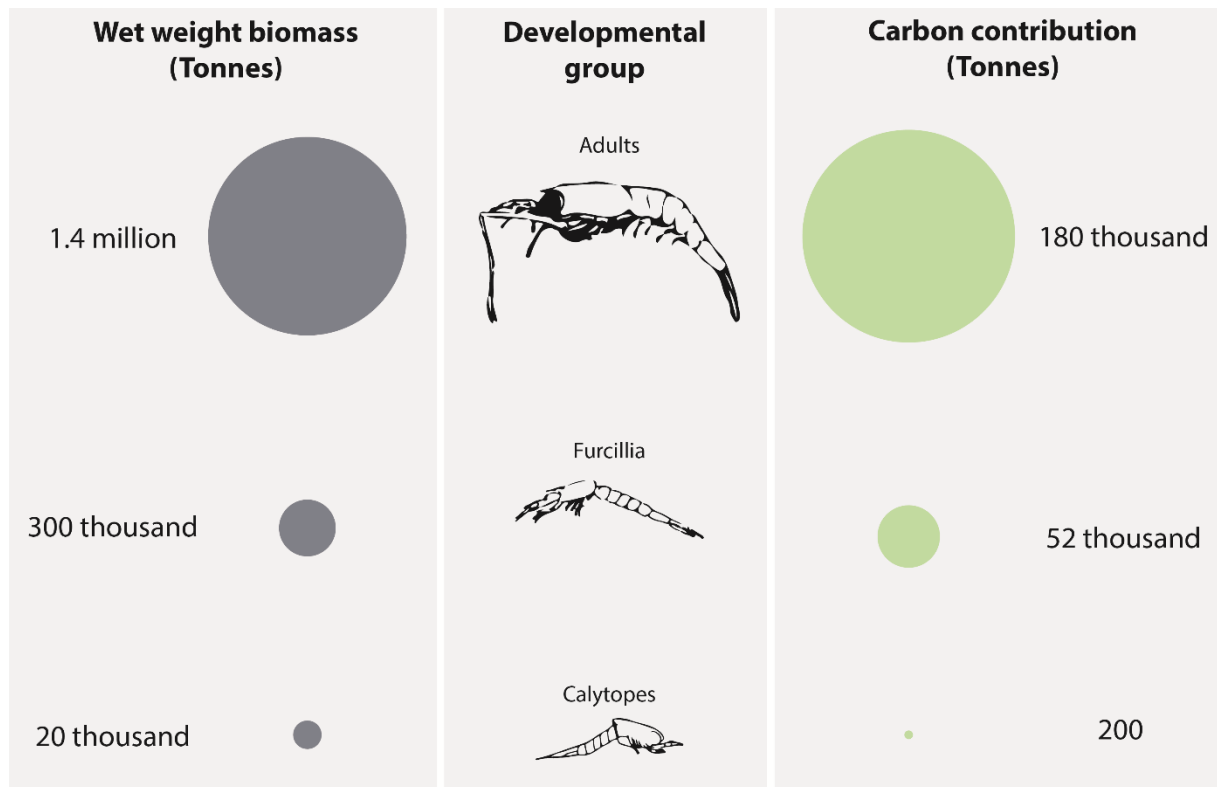 Wet weight biomass
(Tonnes)
Developmental
group
Carbon contribution
(Tonnes)
Adults
1.4 million
180 thousand
Furcillia
300 thousand
52 thousand
Calytopes
20 thousand
200